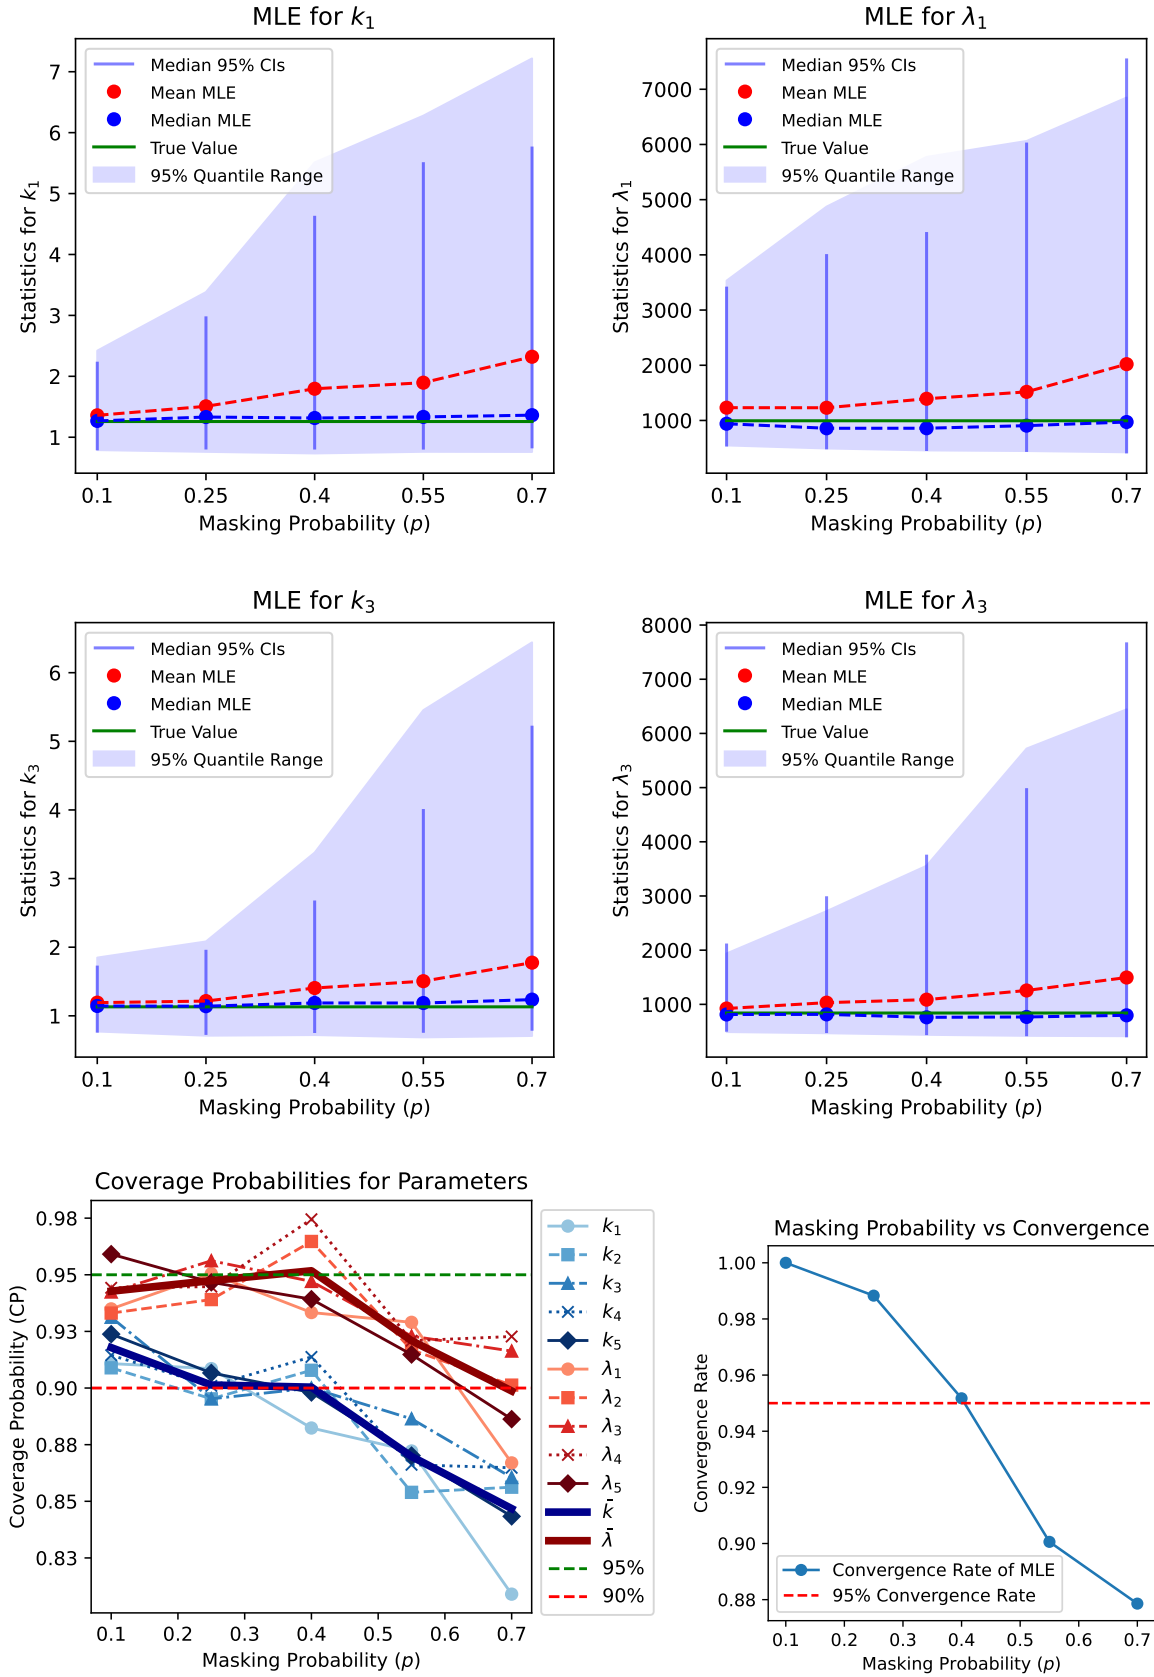 MLE for k1
Statistics for k1
7
6
5
4
3
2
1
Median 95% CIs
Mean MLE
Median MLE
True Value
95% Quantile Range
0.1 0.25 0.4 0.55 0.7
Masking Probability (p)
MLE for λ1
Statistics for λ1
7000
6000
5000
4000
3000
2000
1000
Median 95% CIs
Mean MLE
Median MLE
True Value
95% Quantile Range
0.1 0.25 0.4 0.55 0.7
Masking Probability (p)
MLE for k3
Statistics for k3
6
5
4
3
2
1
Median 95% CIs
Mean MLE
Median MLE
True Value
95% Quantile Range
0.1 0.25 0.4 0.55 0.7
Masking Probability (p)
MLE for λ3
Statistics for λ3
8000
7000
6000
5000
4000
3000
2000
1000
Median 95% CIs
Mean MLE
Median MLE
True Value
95% Quantile Range
0.1 0.25 0.4 0.55 0.7
Masking Probability (p)
Coverage Probabilities for Parameters
Coverage Probability (CP)
0.98
0.95
0.93
0.90
0.88
0.85
0.83
0.1 0.2 0.3 0.4 0.5 0.6 0.7
Masking Probability (p)
k1
k2
k3
k4
k5
λ1
λ2
λ3
λ4
λ5
k̄
λ̄
95%
90%
Masking Probability vs Convergence
Convergence Rate
1.00
0.98
0.96
0.94
0.92
0.90
0.88
Convergence Rate of MLE
95% Convergence Rate
0.1 0.2 0.3 0.4 0.5 0.6 0.7
Masking Probability (p)